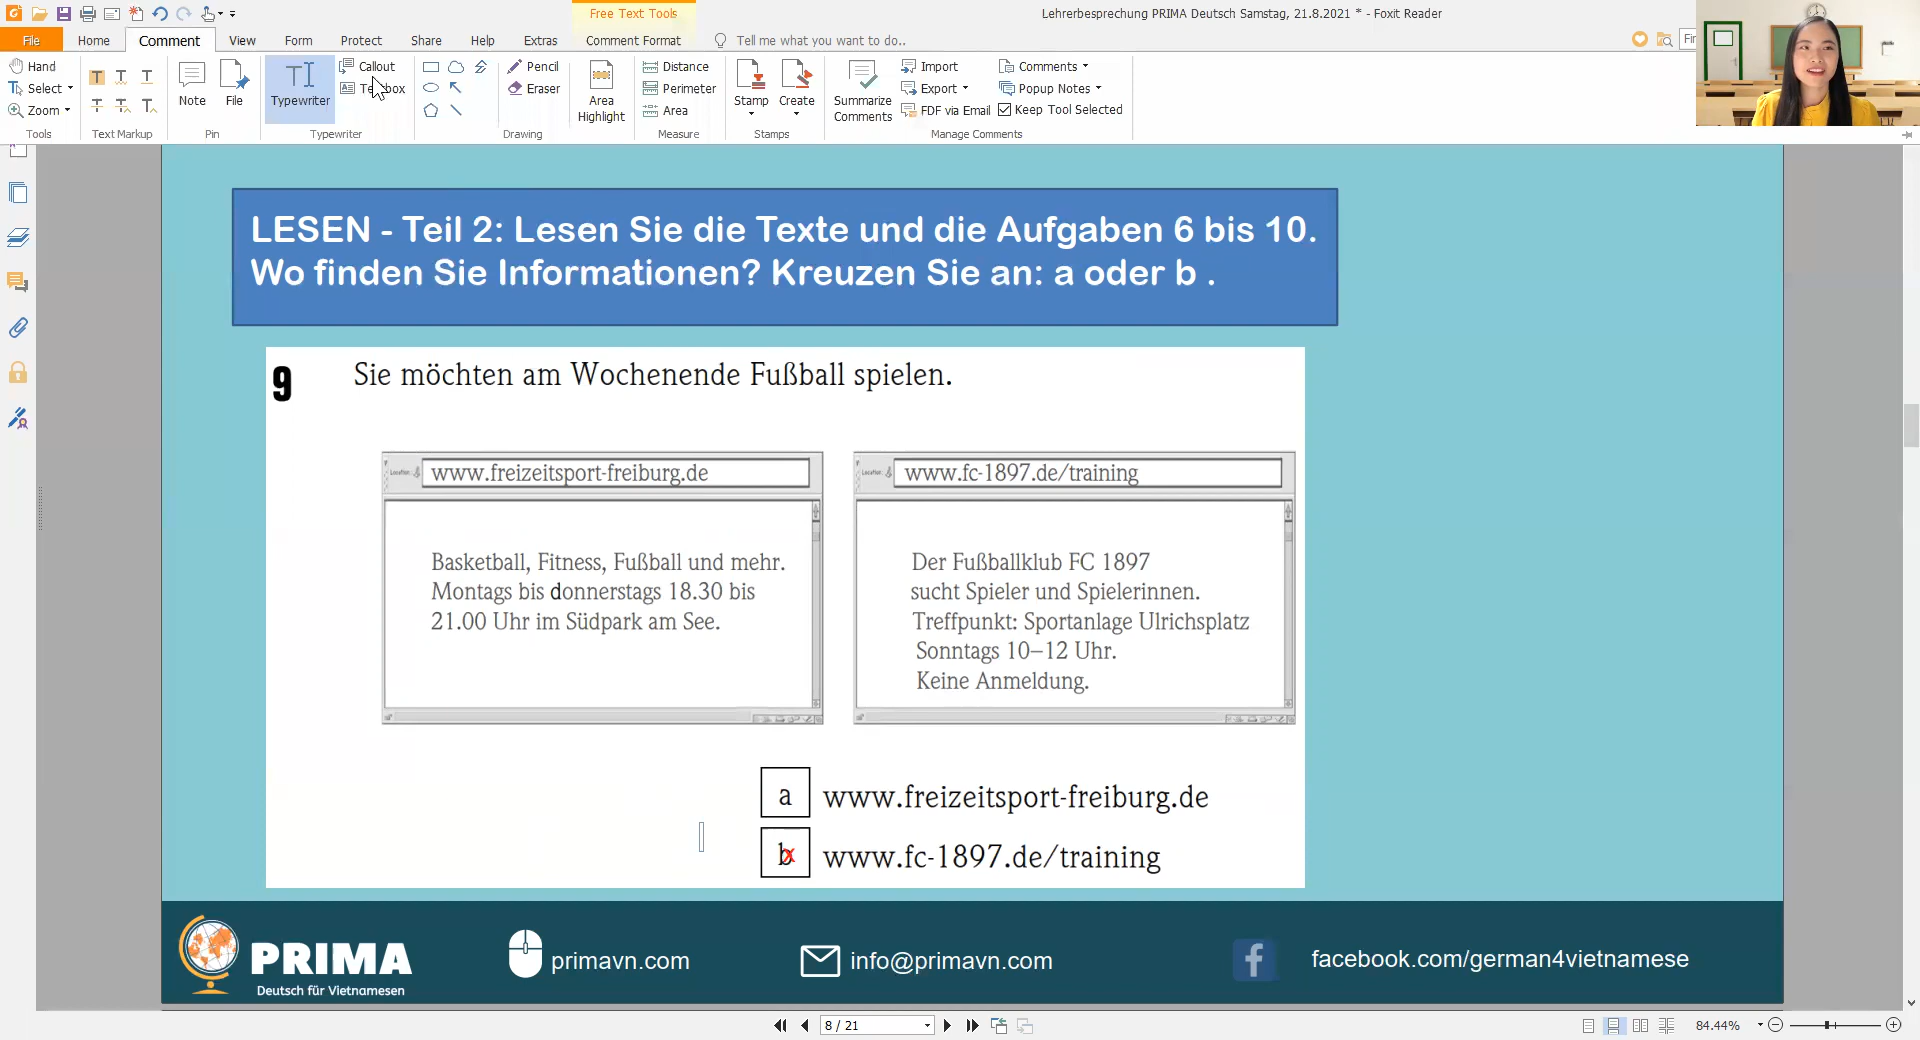 Free Text Tools
Lehrerbesprechung PRIMA Deutsch Samstag, 21.8.2021 * - Foxit Reader
File Home Comment View Form Protect Share Help Extras Comment Format Tell me what you want to do..
Hand
Select
Zoom
Tools
Text Markup
Note
File
Pin
Typewriter
Callout
Typewriter
Pencil
Eraser
Drawing
Area
Highlight
Distance
Perimeter
Area
Measure
Stamp
Create
Stamps
Summarize
Comments
Import
Export
FDF via Email
Comments
Popup Notes
Keep Tool Selected
Manage Comments
LESEN - Teil 2: Lesen Sie die Texte und die Aufgaben 6 bis 10.
Wo finden Sie Informationen? Kreuzen Sie an: a oder b .
9 Sie möchten am Wochenende Fußball spielen.
Location: www.freizeitsport-freiburg.de
Basketball, Fitness, Fußball und mehr.
Montags bis donnerstags 18.30 bis
21.00 Uhr im Südpark am See.
Location: www.fc-1897.de/training
Der Fußballklub FC 1897
sucht Spieler und Spielerinnen.
Treffpunkt: Sportanlage Ulrichsplatz
Sonntags 10–12 Uhr.
Keine Anmeldung.
a www.freizeitsport-freiburg.de
b x www.fc-1897.de/training
PRIMA
Deutsch für Vietnamesen
primavn.com
info@primavn.com
facebook.com/german4vietnamese
8 / 21
84.44%